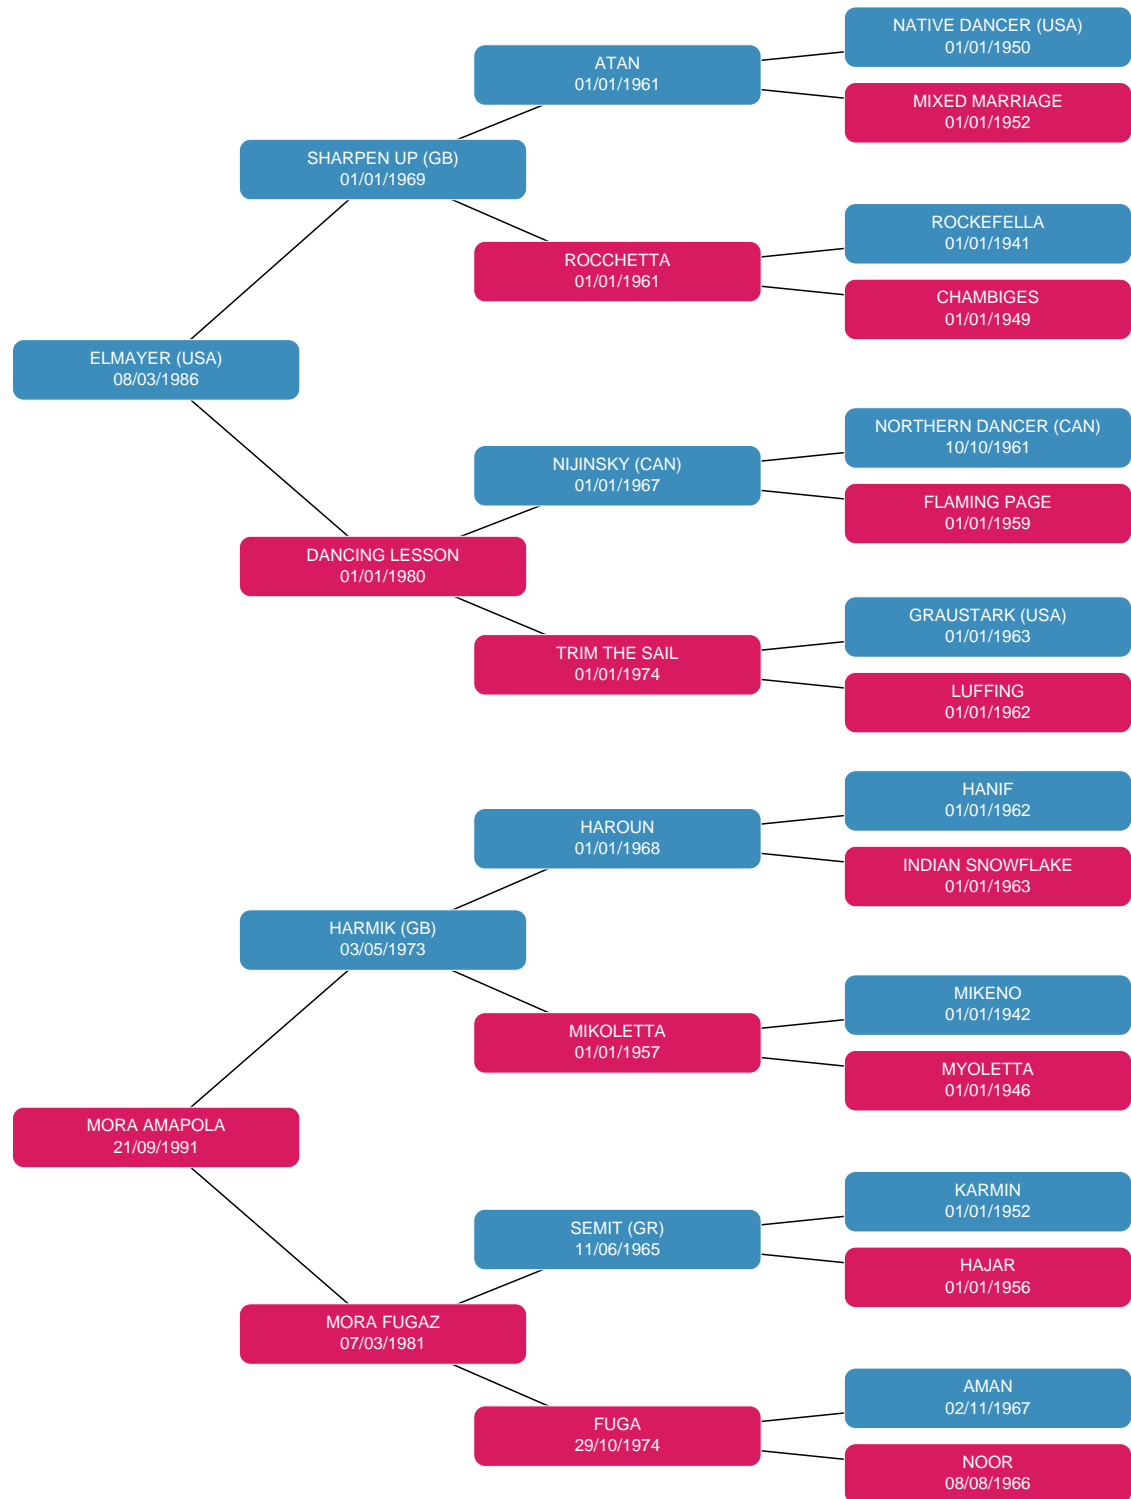 NATIVE DANCER (USA)
01/01/1950
ATAN
01/01/1961
MIXED MARRIAGE
01/01/1952
SHARPEN UP (GB)
01/01/1969
ROCKEFELLA
01/01/1941
ROCCHETTA
01/01/1961
CHAMBIGES
01/01/1949
ELMAYER (USA)
08/03/1986
NORTHERN DANCER (CAN)
10/10/1961
NIJINSKY (CAN)
01/01/1967
FLAMING PAGE
01/01/1959
DANCING LESSON
01/01/1980
GRAUSTARK (USA)
01/01/1963
TRIM THE SAIL
01/01/1974
LUFFING
01/01/1962
HANIF
01/01/1962
HAROUN
01/01/1968
INDIAN SNOWFLAKE
01/01/1963
HARMIK (GB)
03/05/1973
MIKENO
01/01/1942
MIKOLETTA
01/01/1957
MYOLETTA
01/01/1946
MORA AMAPOLA
21/09/1991
KARMIN
01/01/1952
SEMIT (GR)
11/06/1965
HAJAR
01/01/1956
MORA FUGAZ
07/03/1981
AMAN
02/11/1967
FUGA
29/10/1974
NOOR
08/08/1966